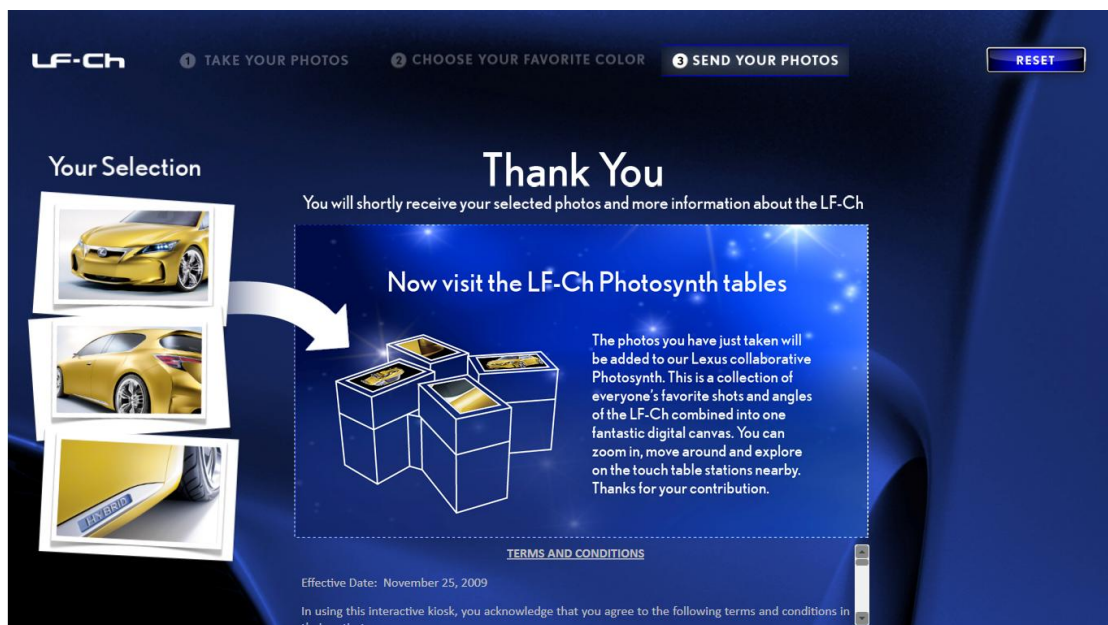 LF-Ch
1 TAKE YOUR PHOTOS
2 CHOOSE YOUR FAVORITE COLOR
3 SEND YOUR PHOTOS
RESET
Your Selection
HYBRID
Thank You
You will shortly receive your selected photos and more information about the LF-Ch
Now visit the LF-Ch Photosynth tables
The photos you have just taken will
be added to our Lexus collaborative
Photosynth. This is a collection of
everyone's favorite shots and angles
of the LF-Ch combined into one
fantastic digital canvas. You can
zoom in, move around and explore
on the touch table stations nearby.
Thanks for your contribution.
TERMS AND CONDITIONS
Effective Date: November 25, 2009
In using this interactive kiosk, you acknowledge that you agree to the following terms and conditions in